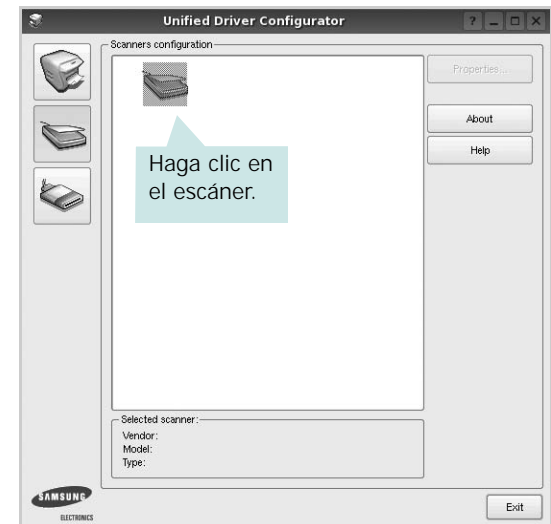 Unified Driver Configurator
Scanners configuration
Properties...
About
Help
Haga clic en
el escáner.
Selected scanner:
Vendor:
Model:
Type:
SAMSUNG
ELECTRONICS
Exit